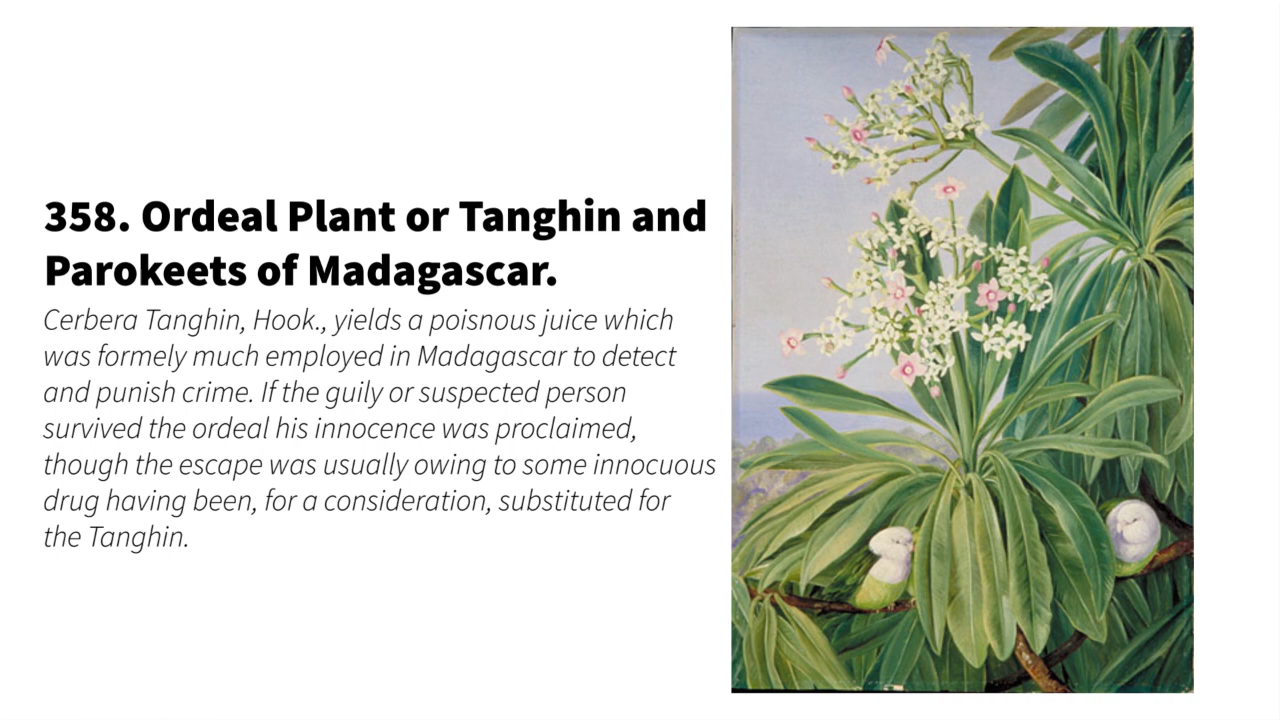 358. Ordeal Plant or Tanghin and
Parokeets of Madagascar.
Cerbera Tanghin, Hook., yields a poisnous juice which
was formely much employed in Madagascar to detect
and punish crime. If the guily or suspected person
survived the ordeal his innocence was proclaimed,
though the escape was usually owing to some innocuous
drug having been, for a consideration, substituted for
the Tanghin.